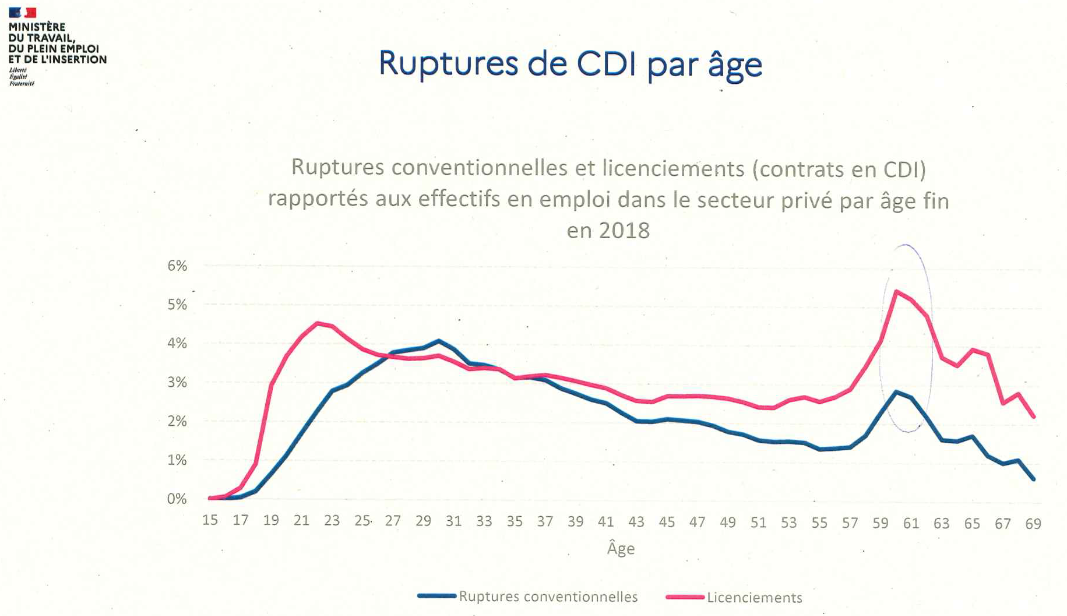 MINISTÈRE
DU TRAVAIL,
DU PLEIN EMPLOI
ET DE L'INSERTION
Liberté
Égalité
Fraternité
Ruptures de CDI par âge
Ruptures conventionnelles et licenciements (contrats en CDI)
rapportés aux effectifs en emploi dans le secteur privé par âge fin
en 2018
6%
5%
4%
3%
2%
1%
0%
15 17 19 21 23 25 27 29 31 33 35 37 39 41 43 45 47 49 51 53 55 57 59 61 63 65 67 69
Âge
Ruptures conventionnelles Licenciements